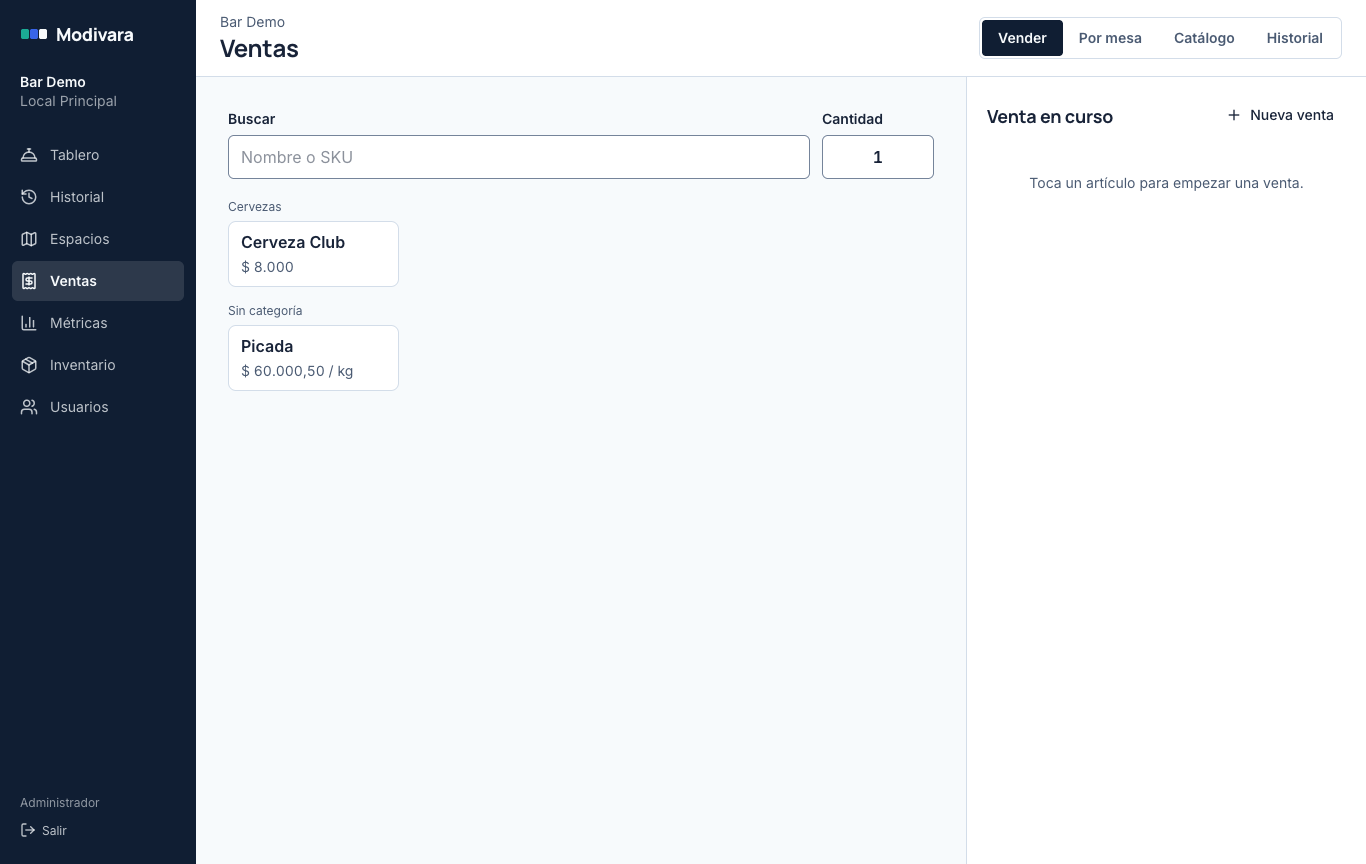 Modivara
Bar Demo
Local Principal
Tablero
Historial
Espacios
Ventas
Métricas
Inventario
Usuarios
Administrador
Salir
Bar Demo
Ventas
Vender
Por mesa
Catálogo
Historial
Buscar
Nombre o SKU
Cantidad
1
Cervezas
Cerveza Club
$ 8.000
Sin categoría
Picada
$ 60.000,50 / kg
Venta en curso
+ Nueva venta
Toca un artículo para empezar una venta.